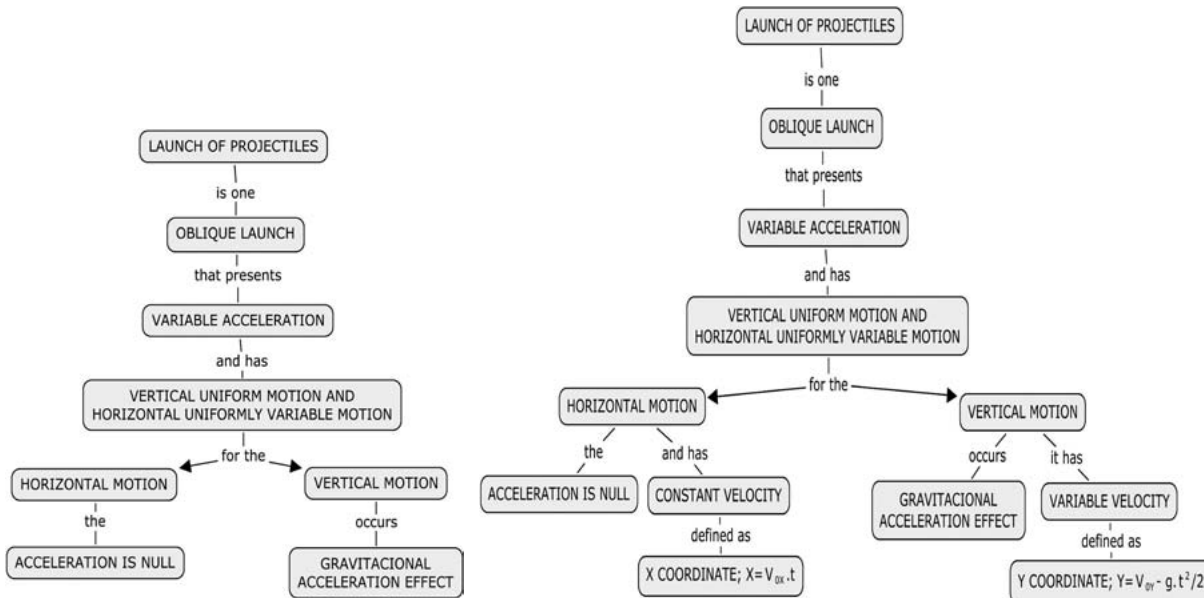 LAUNCH OF PROJECTILES
is one
OBLIQUE LAUNCH
that presents
VARIABLE ACCELERATION
and has
VERTICAL UNIFORM MOTION AND
HORIZONTAL UNIFORMLY VARIABLE MOTION
for the
HORIZONTAL MOTION
VERTICAL MOTION
the
occurs
ACCELERATION IS NULL
GRAVITACIONAL
ACCELERATION EFFECT
LAUNCH OF PROJECTILES
is one
OBLIQUE LAUNCH
that presents
VARIABLE ACCELERATION
and has
VERTICAL UNIFORM MOTION AND
HORIZONTAL UNIFORMLY VARIABLE MOTION
for the
HORIZONTAL MOTION
VERTICAL MOTION
the
and has
occurs
it has
ACCELERATION IS NULL
CONSTANT VELOCITY
GRAVITACIONAL
ACCELERATION EFFECT
VARIABLE VELOCITY
defined as
defined as
X COORDINATE; X=V₀ₓ.t
Y COORDINATE; Y=V₀Y - g.t²/2